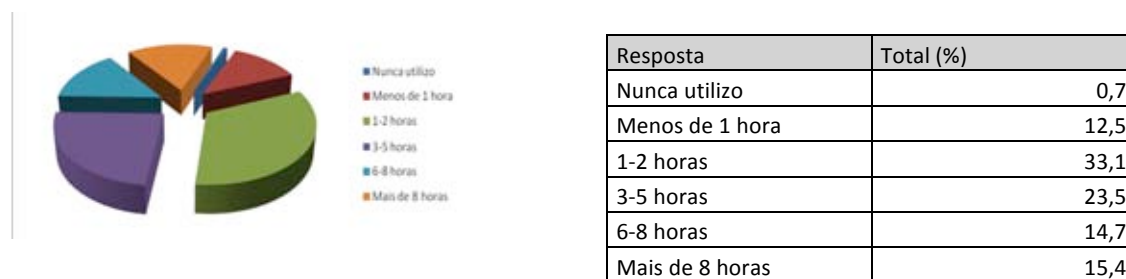 Nunca utilizo
Menos de 1 hora
1-2 horas
3-5 horas
6-8 horas
Mais de 8 horas
Resposta Total (%)
Nunca utilizo 0,7
Menos de 1 hora 12,5
1-2 horas 33,1
3-5 horas 23,5
6-8 horas 14,7
Mais de 8 horas 15,4